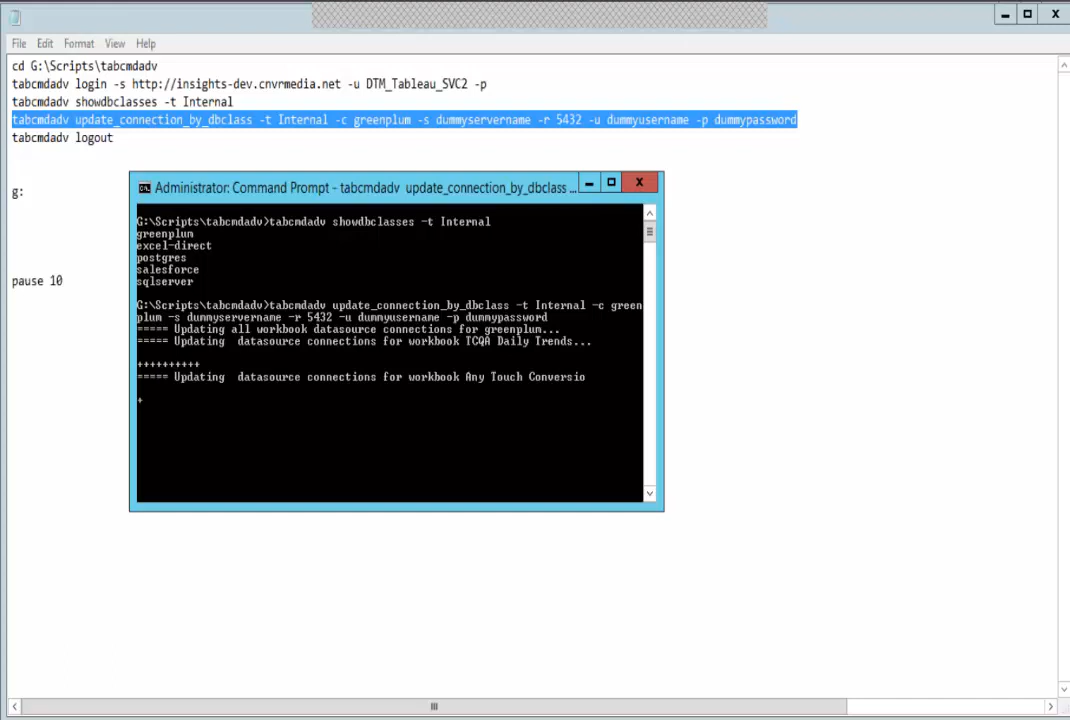 File Edit Format View Help
cd G:\Scripts\tabcmdadv
tabcmdadv login -s http://insights-dev.cnvrmedia.net -u DTM_Tableau_SVC2 -p
tabcmdadv showdbclasses -t Internal
tabcmdadv update_connection_by_dbclass -t Internal -c greenplum -s dummyservername -r 5432 -u dummyusername -p dummypassword
tabcmdadv logout
g:
pause 10
Administrator: Command Prompt - tabcmdadv update_connection_by_dbclass ...
G:\Scripts\tabcmdadv>tabcmdadv showdbclasses -t Internal
greenplum
excel-direct
postgres
salesforce
sqlserver
G:\Scripts\tabcmdadv>tabcmdadv update_connection_by_dbclass -t Internal -c green
plum -s dummyservername -r 5432 -u dummyusername -p dummypassword
===== Updating all workbook datasource connections for greenplum...
===== Updating  datasource connections for workbook TCQA Daily Trends...
++++++++++
===== Updating  datasource connections for workbook Any Touch Conversio
+